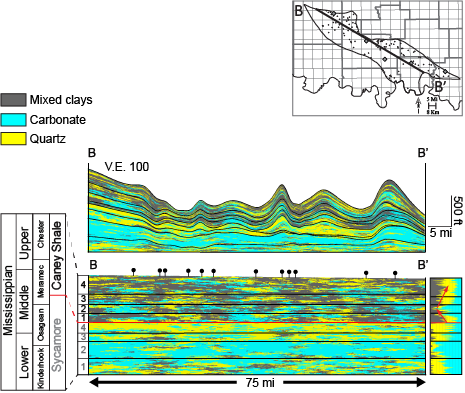 B
B'
5 Mi
8 Km
Mixed clays
Carbonate
Quartz
B
V.E. 100
B'
500 ft
5 mi
Mississippian
Upper
Middle
Lower
Chester
Meramec
Osagean
Kinderhook
Caney Shale
Sycamore
B
B'
4
3
2
1
4
3
2
1
75 mi